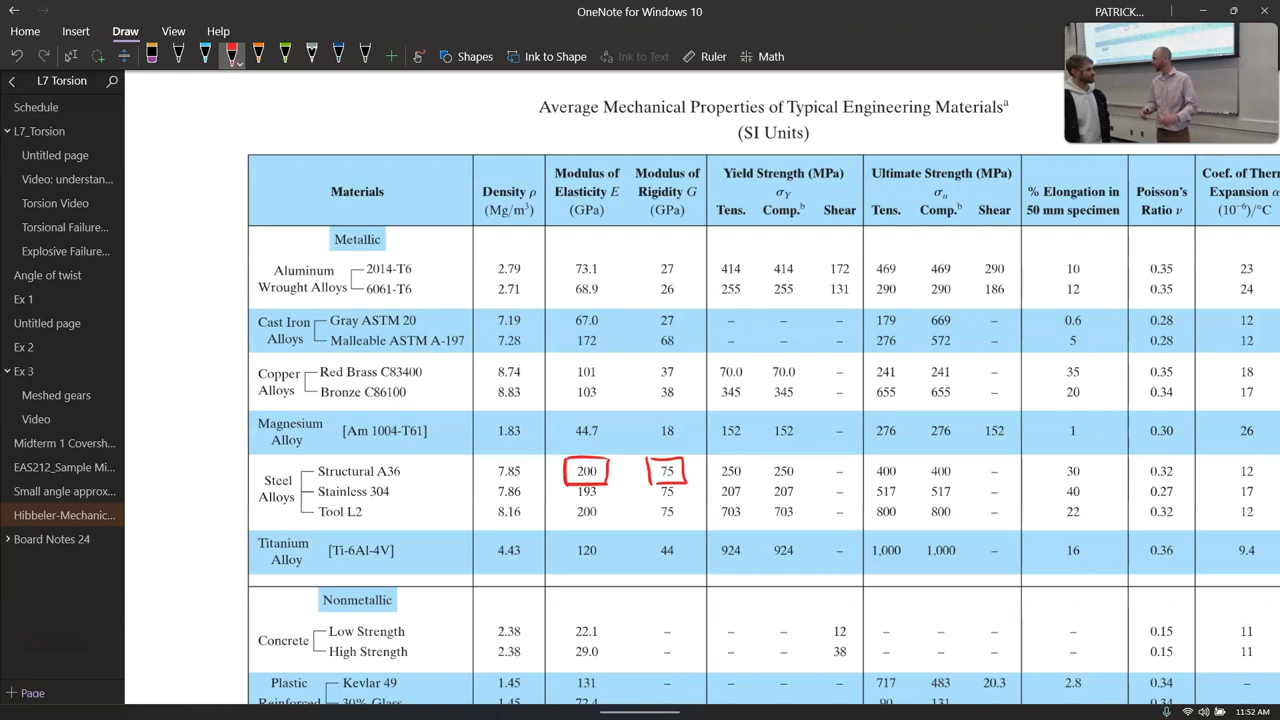 OneNote for Windows 10
PATRICK...
Home Insert Draw View Help
Shapes Ink to Shape Ink to Text Ruler Math
L7 Torsion
Schedule
L7_Torsion
Untitled page
Video: understan...
Torsion Video
Torsional Failure...
Explosive Failure...
Angle of twist
Ex 1
Untitled page
Ex 2
Ex 3
Meshed gears
Video
Midterm 1 Coversh...
EAS212_Sample Mi...
Small angle approx...
Hibbeler-Mechanic...
Board Notes 24
Page
Average Mechanical Properties of Typical Engineering Materialsᵃ
(SI Units)
Materials
Density ρ
(Mg/m³)
Modulus of
Elasticity E
(GPa)
Modulus of
Rigidity G
(GPa)
Yield Strength (MPa)
σY
Tens. Comp.ᵇ Shear
Ultimate Strength (MPa)
σu
Tens. Comp.ᵇ Shear
% Elongation in
50 mm specimen
Poisson's
Ratio ν
Coef. of Therm
Expansion α
(10⁻⁶)/°C
Metallic
Aluminum
Wrought Alloys
2014-T6 2.79 73.1 27 414 414 172 469 469 290 10 0.35 23
6061-T6 2.71 68.9 26 255 255 131 290 290 186 12 0.35 24
Cast Iron
Alloys
Gray ASTM 20 7.19 67.0 27 – – – 179 669 – 0.6 0.28 12
Malleable ASTM A-197 7.28 172 68 – – – 276 572 – 5 0.28 12
Copper
Alloys
Red Brass C83400 8.74 101 37 70.0 70.0 – 241 241 – 35 0.35 18
Bronze C86100 8.83 103 38 345 345 – 655 655 – 20 0.34 17
Magnesium
Alloy
[Am 1004-T61] 1.83 44.7 18 152 152 – 276 276 152 1 0.30 26
Steel
Alloys
Structural A36 7.85 200 75 250 250 – 400 400 – 30 0.32 12
Stainless 304 7.86 193 75 207 207 – 517 517 – 40 0.27 17
Tool L2 8.16 200 75 703 703 – 800 800 – 22 0.32 12
Titanium
Alloy
[Ti-6Al-4V] 4.43 120 44 924 924 – 1,000 1,000 – 16 0.36 9.4
Nonmetallic
Concrete
Low Strength 2.38 22.1 – – – 12 – – – – 0.15 11
High Strength 2.38 29.0 – – – 38 – – – – 0.15 11
Plastic
Reinforced
Kevlar 49 1.45 131 – – – – 717 483 20.3 2.8 0.34 –
30% Glass 1.45 72.4 – – – – 90 131 – – 0.34 –
11:52 AM